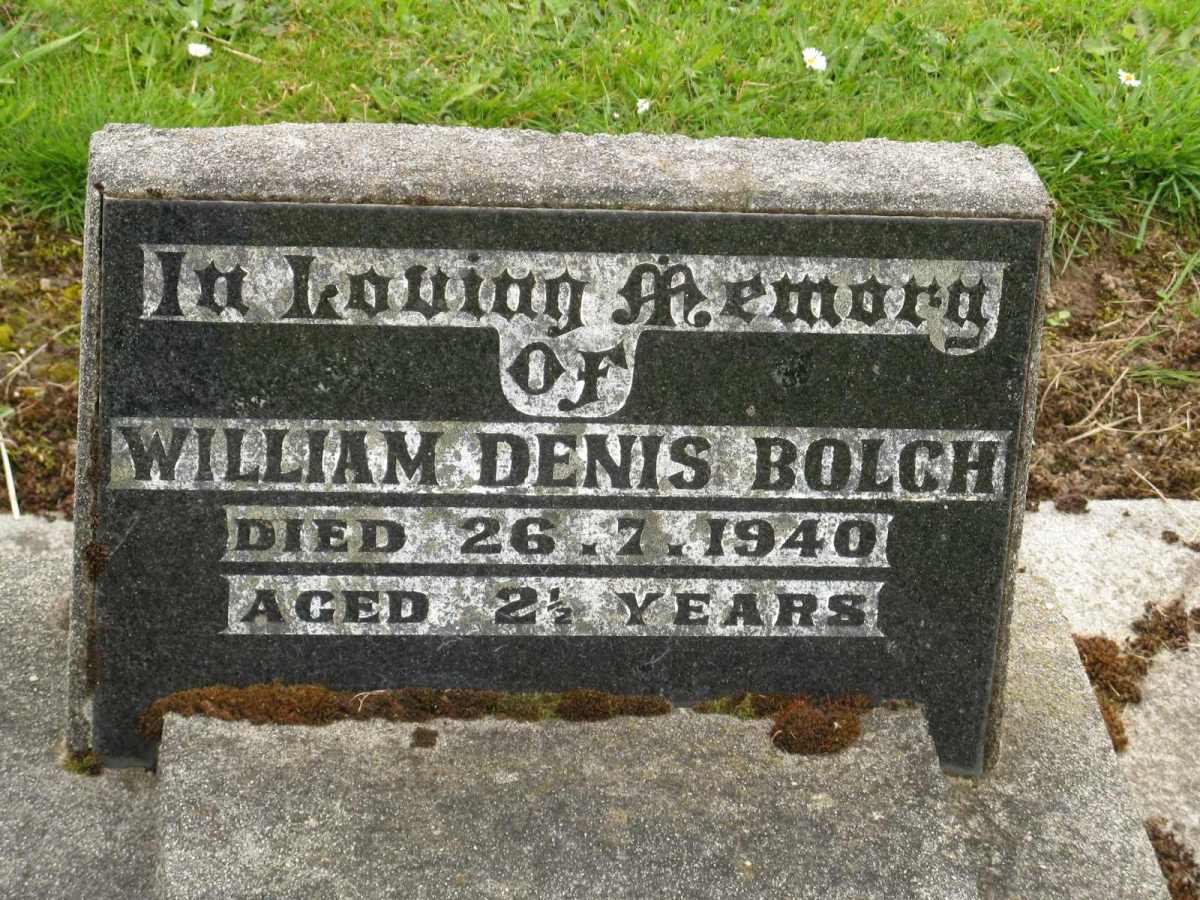 In Loving Memory
Of
WILLIAM DENIS BOLCH
DIED 26.7.1940
AGED 2½ YEARS